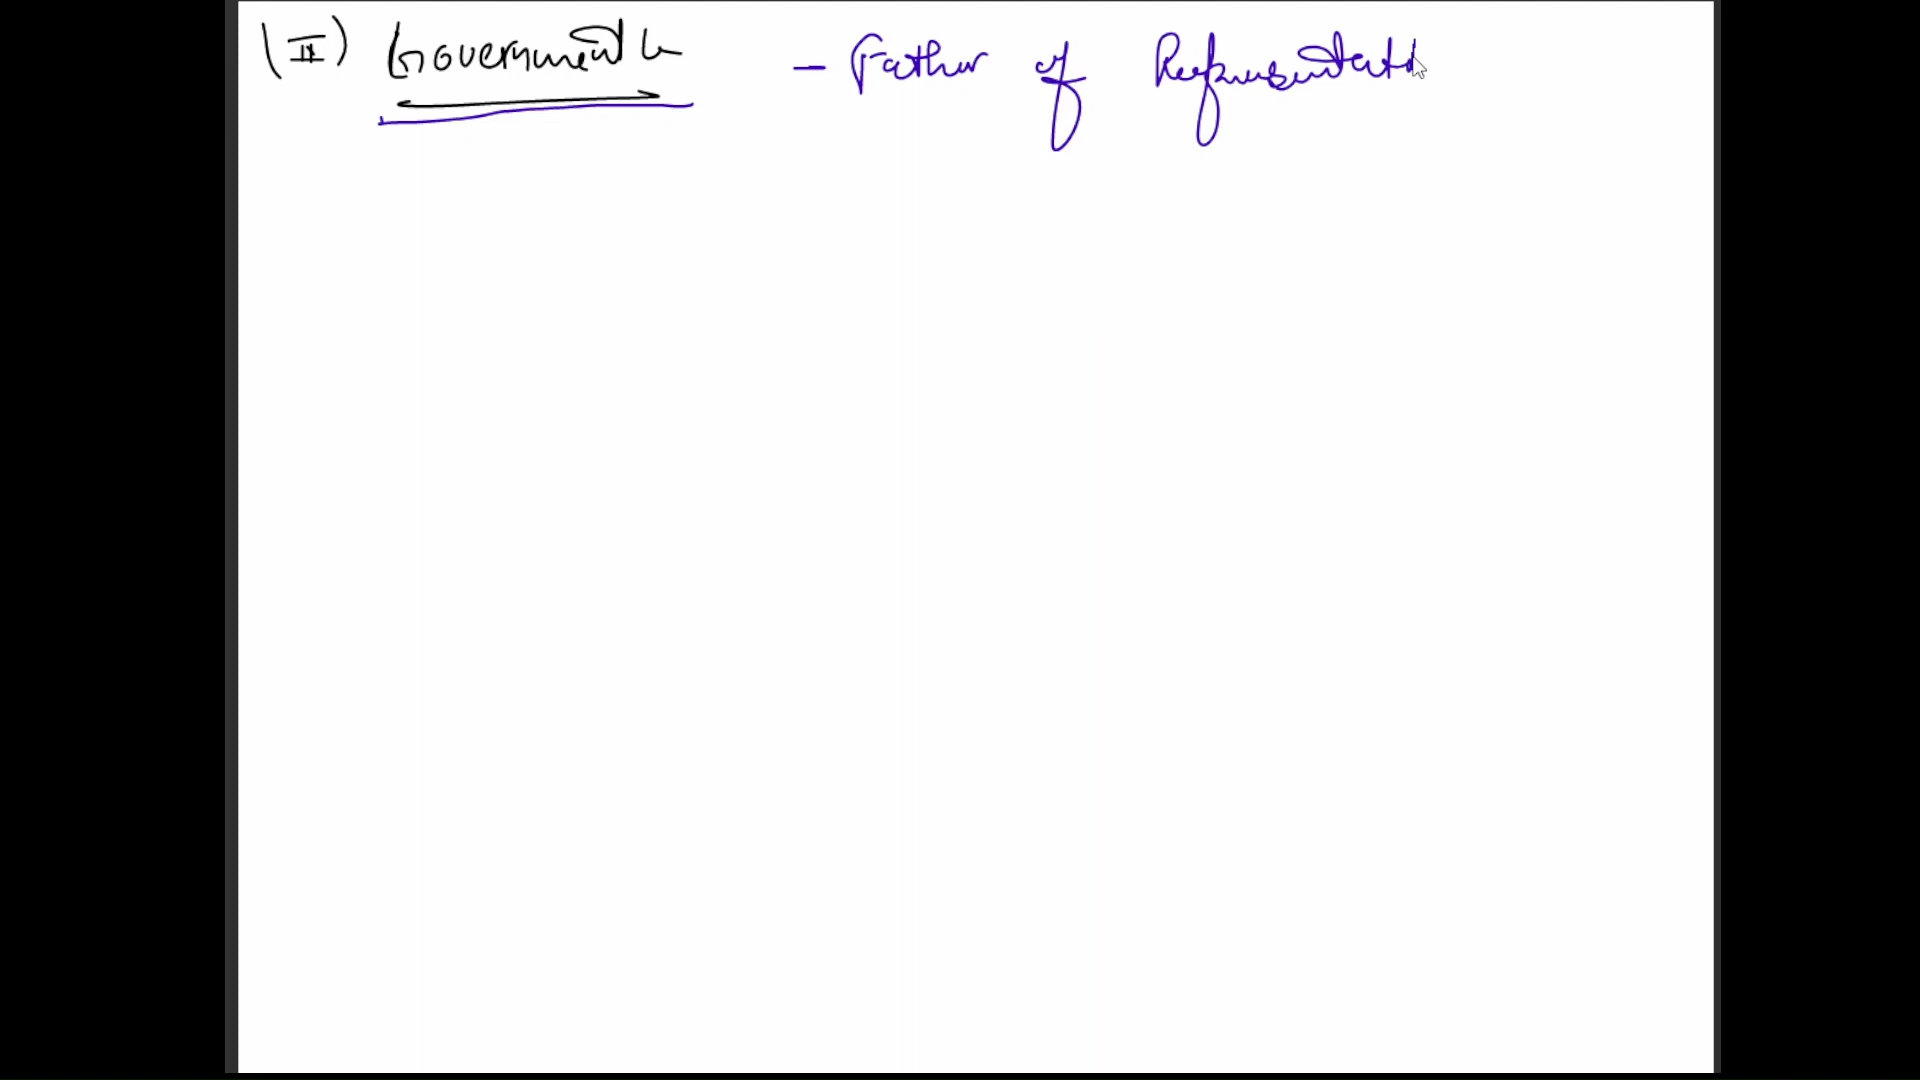 (II) Government :- - Father of Representati